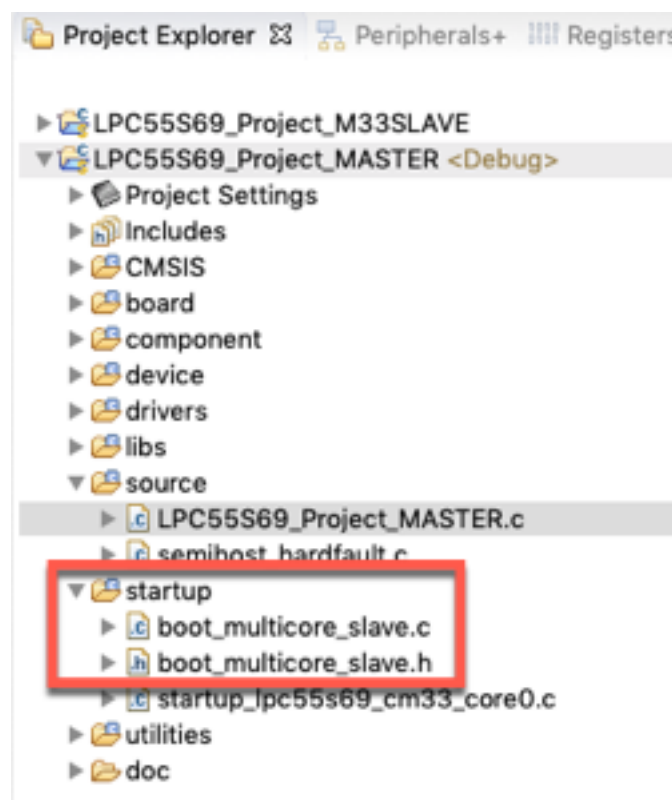 Project Explorer Peripherals+ Registers
LPC55S69_Project_M33SLAVE
LPC55S69_Project_MASTER <Debug>
Project Settings
Includes
CMSIS
board
component
device
drivers
libs
source
LPC55S69_Project_MASTER.c
semihost_hardfault.c
startup
boot_multicore_slave.c
boot_multicore_slave.h
startup_lpc55s69_cm33_core0.c
utilities
doc